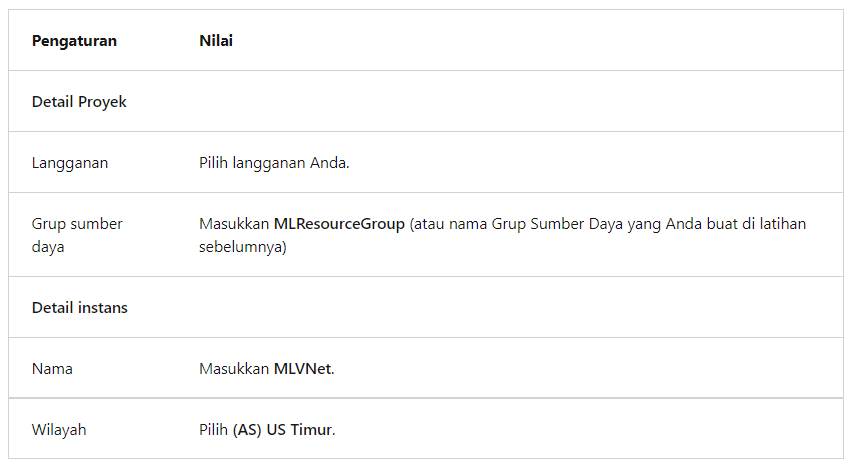 Pengaturan Nilai
Detail Proyek
Langganan Pilih langganan Anda.
Grup sumber daya Masukkan MLResourceGroup (atau nama Grup Sumber Daya yang Anda buat di latihan sebelumnya)
Detail instans
Nama Masukkan MLVNet.
Wilayah Pilih (AS) US Timur.